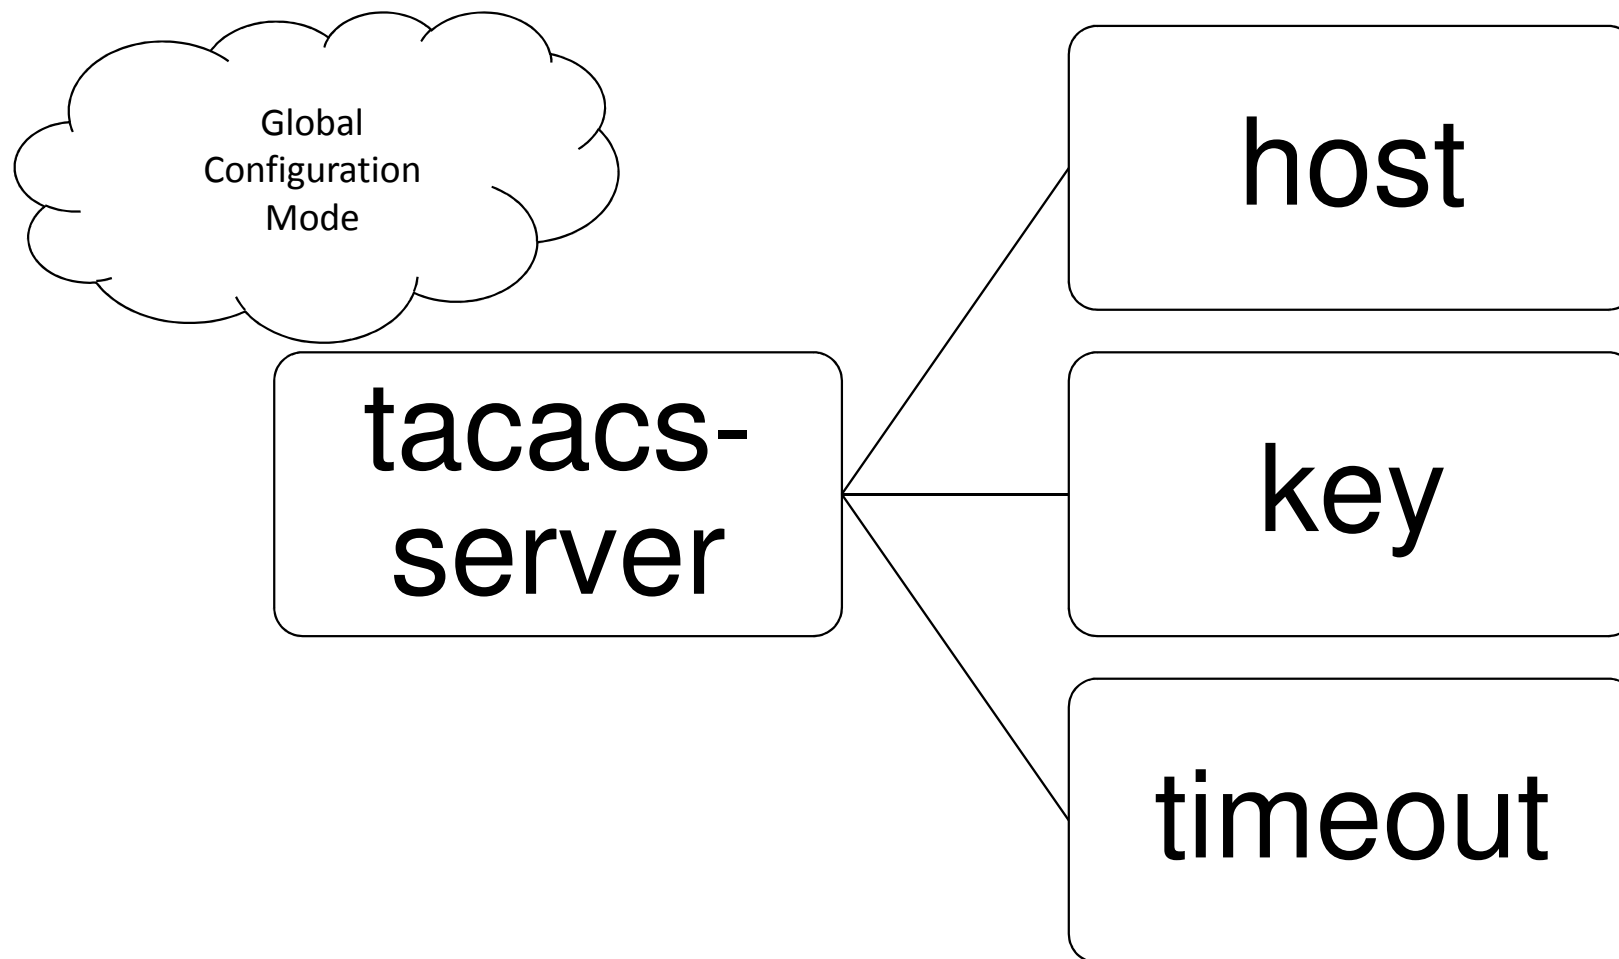 Global
Configuration
Mode
tacacs-
server
host
key
timeout